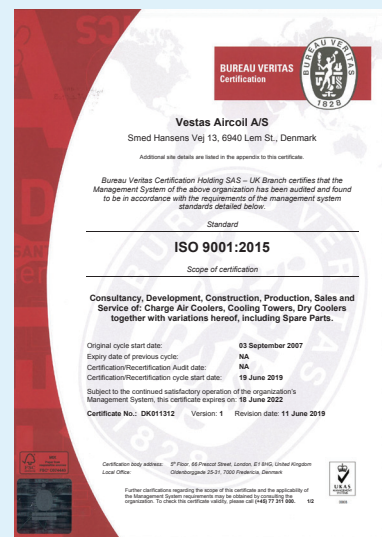 BUREAU VERITAS
Certification
BUREAU VERITAS
1828
Vestas Aircoil A/S
Smed Hansens Vej 13, 6940 Lem St., Denmark
Additional site details are listed in the appendix to this certificate.
Bureau Veritas Certification Holding SAS – UK Branch certifies that the
Management System of the above organization has been audited and found
to be in accordance with the requirements of the management system
standards detailed below.
Standard
ISO 9001:2015
Scope of certification
Consultancy, Development, Construction, Production, Sales and
Service of: Charge Air Coolers, Cooling Towers, Dry Coolers
together with variations hereof, including Spare Parts.
Original cycle start date: 03 September 2007
Expiry date of previous cycle: NA
Certification/Recertification Audit date: NA
Certification/Recertification cycle start date: 19 June 2019
Subject to the continued satisfactory operation of the organization's
Management System, this certificate expires on: 18 June 2022
Certificate No.: DK011312 Version: 1 Revision date: 11 June 2019
Certification body address: 5th Floor, 66 Prescot Street, London, E1 8HG, United Kingdom
Local Office: Oldenborggade 25-31, 7000 Fredericia, Denmark
Further clarifications regarding the scope of this certificate and the applicability of
the Management System requirements may be obtained by consulting the
organization. To check this certificate validity, please call (+45) 77 311 000. 1/2
UKAS
MANAGEMENT
SYSTEMS
0008